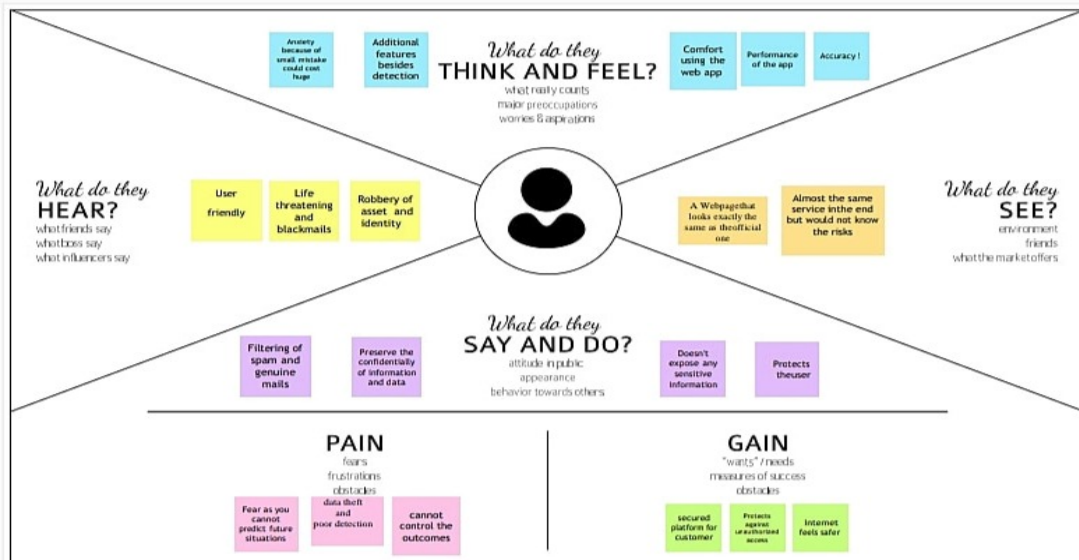 Anxiety
because of
small mistake
could cost
huge
Additional
features
besides
detection
What do they
THINK AND FEEL?
what really counts
major preoccupations
worries & aspirations
Comfort
using the
web app
Performance
of the app
Accuracy !
What do they
HEAR?
what friends say
what boss say
what influencers say
User
friendly
Life
threatening
and
blackmails
Robbery of
asset and
identity
A Webpagethat
looks exactly the
same as theofficial
one
Almost the same
service inthe end
but would not know
the risks
What do they
SEE?
environment
friends
what the market offers
Filtering of
spam and
genuine
mails
Preserve the
confidentially
of information
and data
What do they
SAY AND DO?
attitude in public
appearance
behavior towards others
Doesn't
expose any
sensitive
information
Protects
theuser
PAIN
fears
frustrations
obstacles
Fear as you
cannot
predict future
situations
data theft
and
poor detection
cannot
control the
outcomes
GAIN
"wants" / needs
measures of success
obstacles
secured
platform for
customer
Protects
against
unauthorized
access
Internet
feels safer